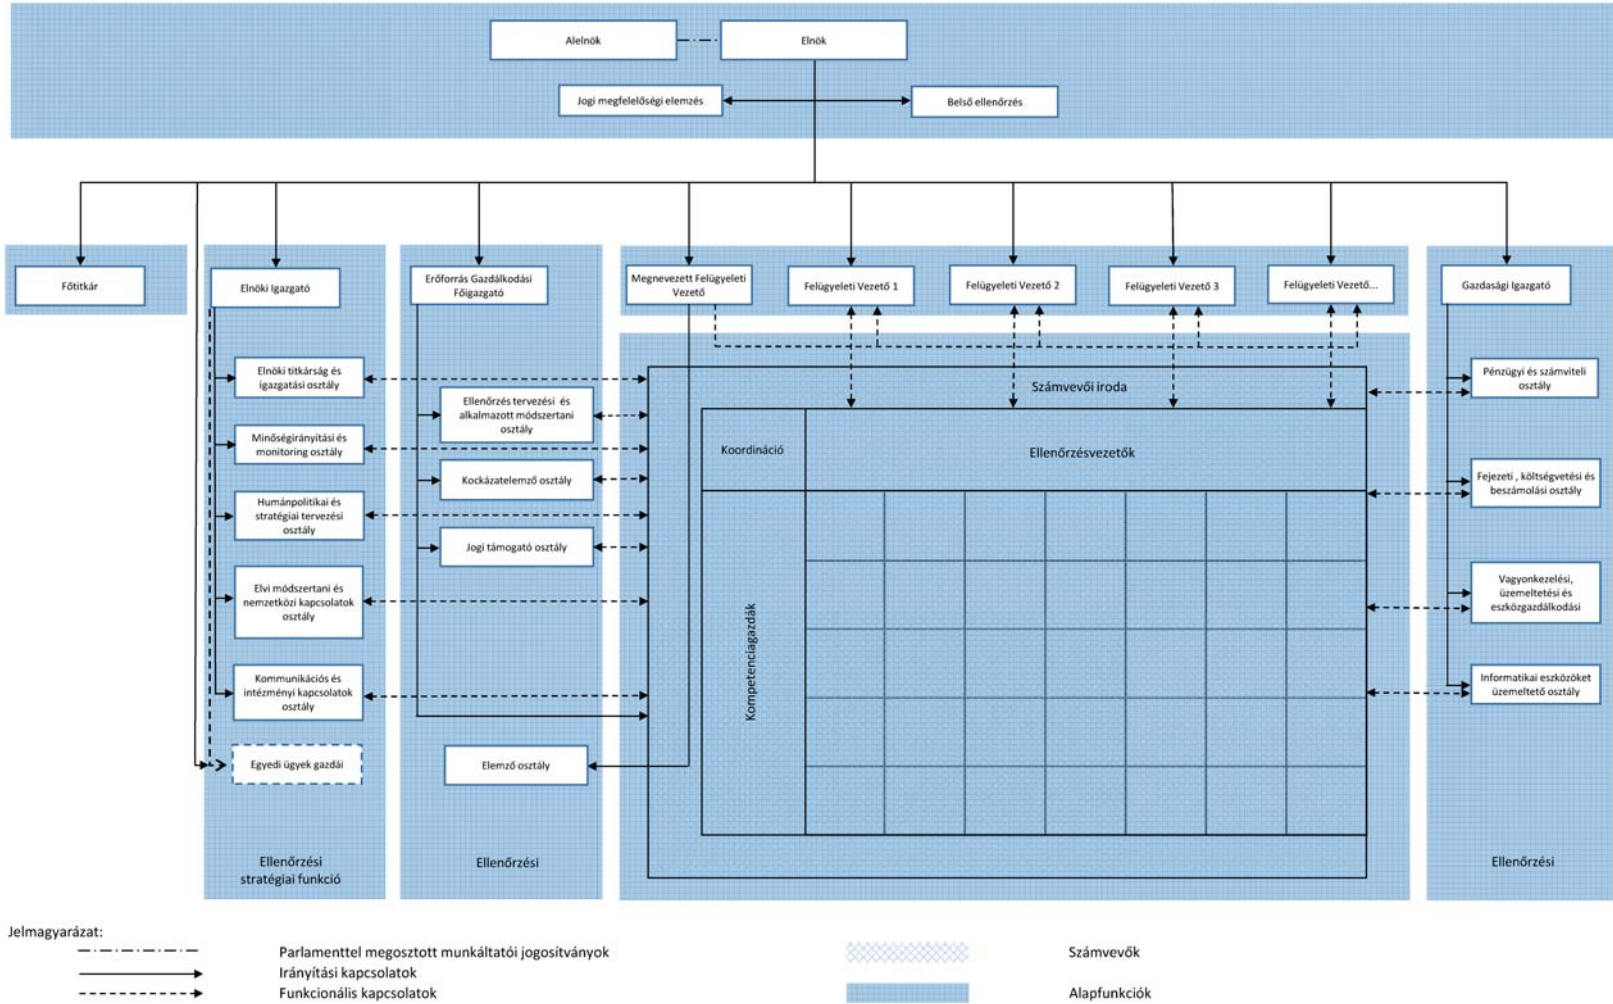 Alelnök
Elnök
Jogi megfelelőségi elemzés
Belső ellenőrzés
Főtitkár
Elnöki Igazgató
Erőforrás Gazdálkodási
Főigazgató
Megnevezett Felügyeleti
Vezető
Felügyeleti Vezető 1
Felügyeleti Vezető 2
Felügyeleti Vezető 3
Felügyeleti Vezető...
Gazdasági Igazgató
Elnöki titkárság és
igazgatási osztály
Minőségirányítási és
monitoring osztály
Humánpolitikai és
stratégiai tervezési
osztály
Elvi módszertani és
nemzetközi kapcsolatok
osztály
Kommunikációs és
intézményi kapcsolatok
osztály
Egyedi ügyek gazdái
Ellenőrzési
stratégiai funkció
Ellenőrzés tervezési és
alkalmazott módszertani
osztály
Kockázatelemző osztály
Jogi támogató osztály
Elemző osztály
Ellenőrzési
Számvevői iroda
Koordináció
Ellenőrzésvezetők
Kompetenciagazdák
Pénzügyi és számviteli
osztály
Fejezeti , költségvetési és
beszámolási osztály
Vagyonkezelési,
üzemeltetési és
eszközgazdálkodási
Informatikai eszközöket
üzemeltető osztály
Ellenőrzési
Jelmagyarázat:
Parlamenttel megosztott munkáltatói jogosítványok
Irányítási kapcsolatok
Funkcionális kapcsolatok
Számvevők
Alapfunkciók